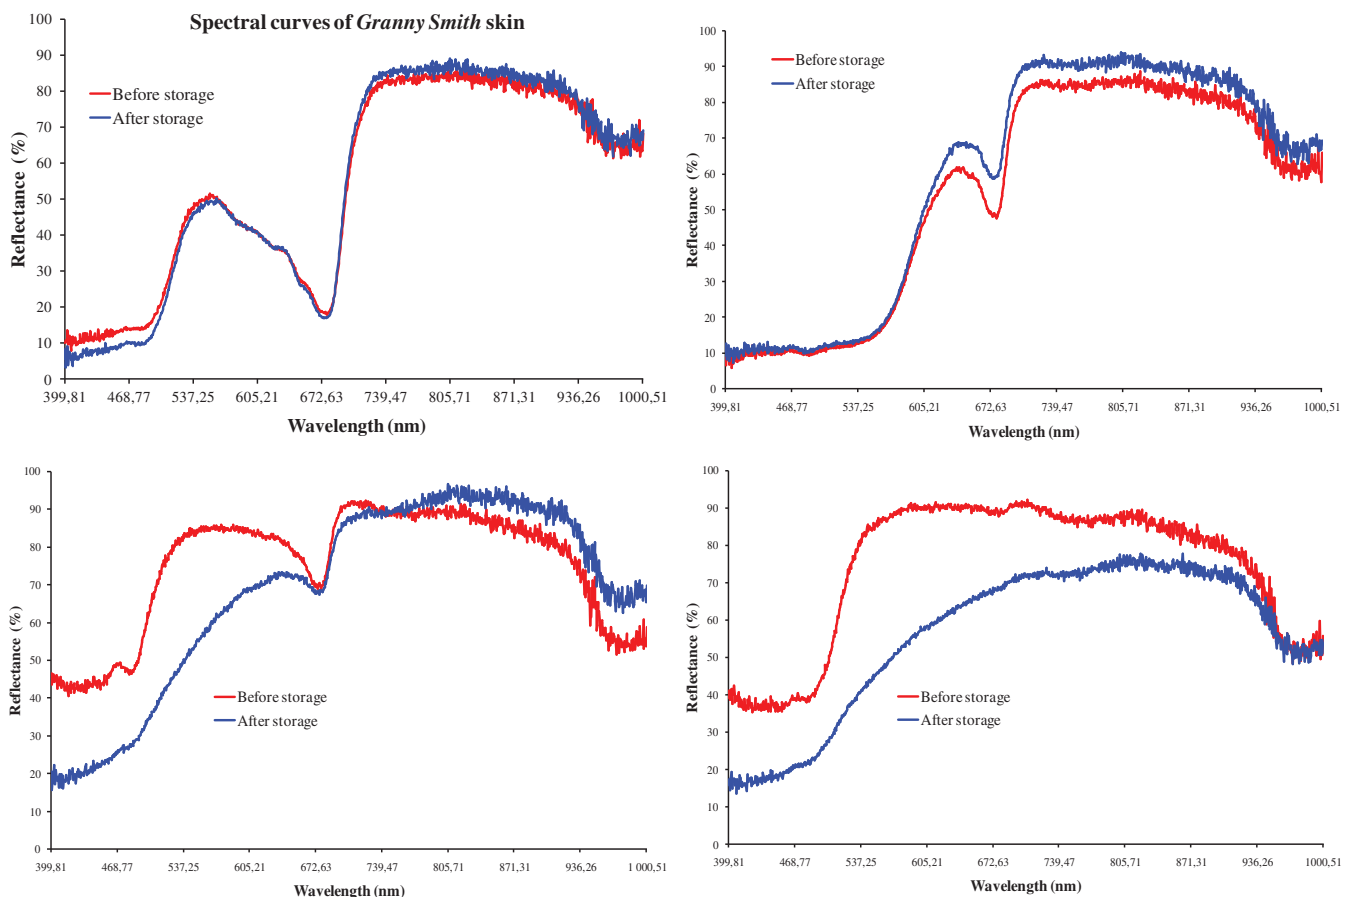 Spectral curves of Granny Smith skin
100
90
80
70
60
50
40
30
20
10
0
Reflectance (%)
Before storage
After storage
399,81 468,77 537,25 605,21 672,63 739,47 805,71 871,31 936,26 1000,51
Wavelength (nm)
100
90
80
70
60
50
40
30
20
10
0
Reflectance (%)
Before storage
After storage
399,81 468,77 537,25 605,21 672,63 739,47 805,71 871,31 936,26 1000,51
Wavelength (nm)
100
90
80
70
60
50
40
30
20
10
0
Reflectance (%)
Before storage
After storage
399,81 468,77 537,25 605,21 672,63 739,47 805,71 871,31 936,26 1 000,51
Wavelength (nm)
100
90
80
70
60
50
40
30
20
10
0
Reflectance (%)
Before storage
After storage
399,81 468,77 537,25 605,21 672,63 739,47 805,71 871,31 936,26 1000,51
Wavelength (nm)